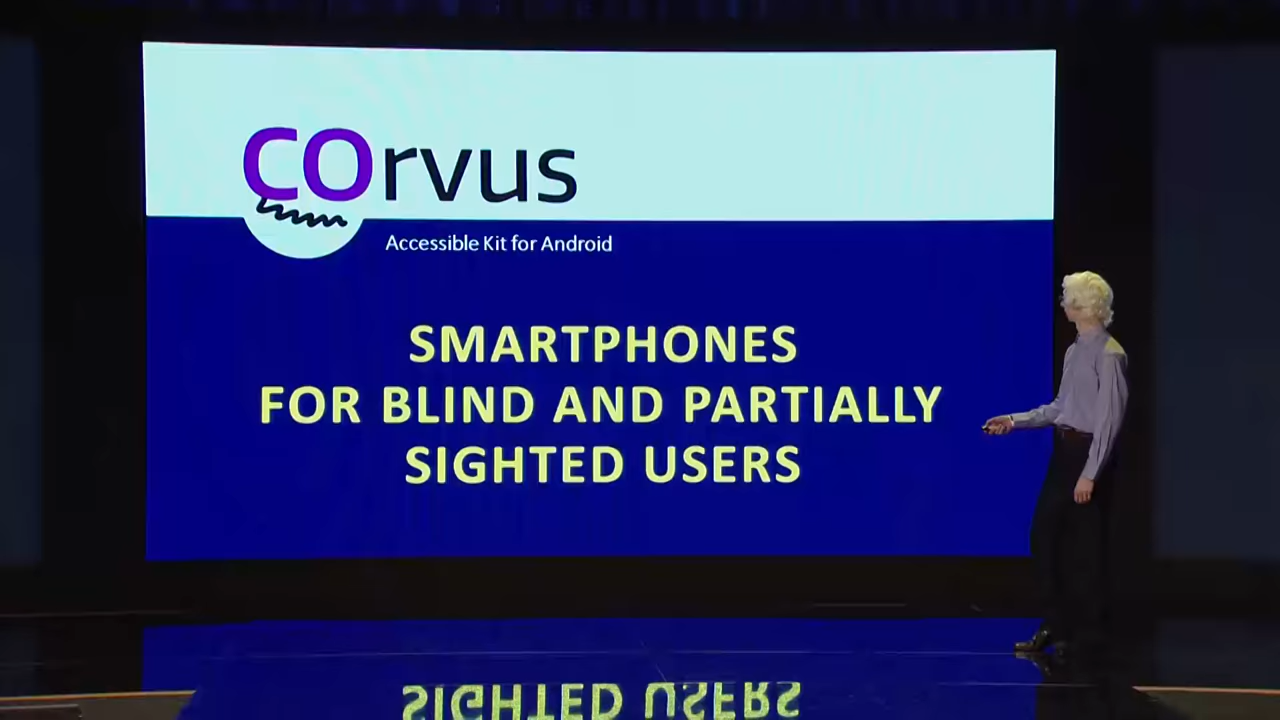 corvus
Accessible Kit for Android
SMARTPHONES
FOR BLIND AND PARTIALLY
SIGHTED USERS
SIGHTED USERS